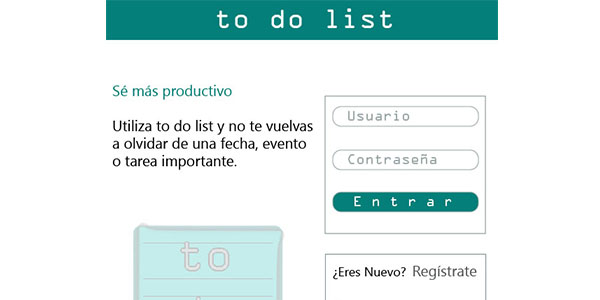 to do list
Sé más productivo
Utiliza to do list y no te vuelvas
a olvidar de una fecha, evento
o tarea importante.
Usuario
Contraseña
Entrar
¿Eres Nuevo? Regístrate
to